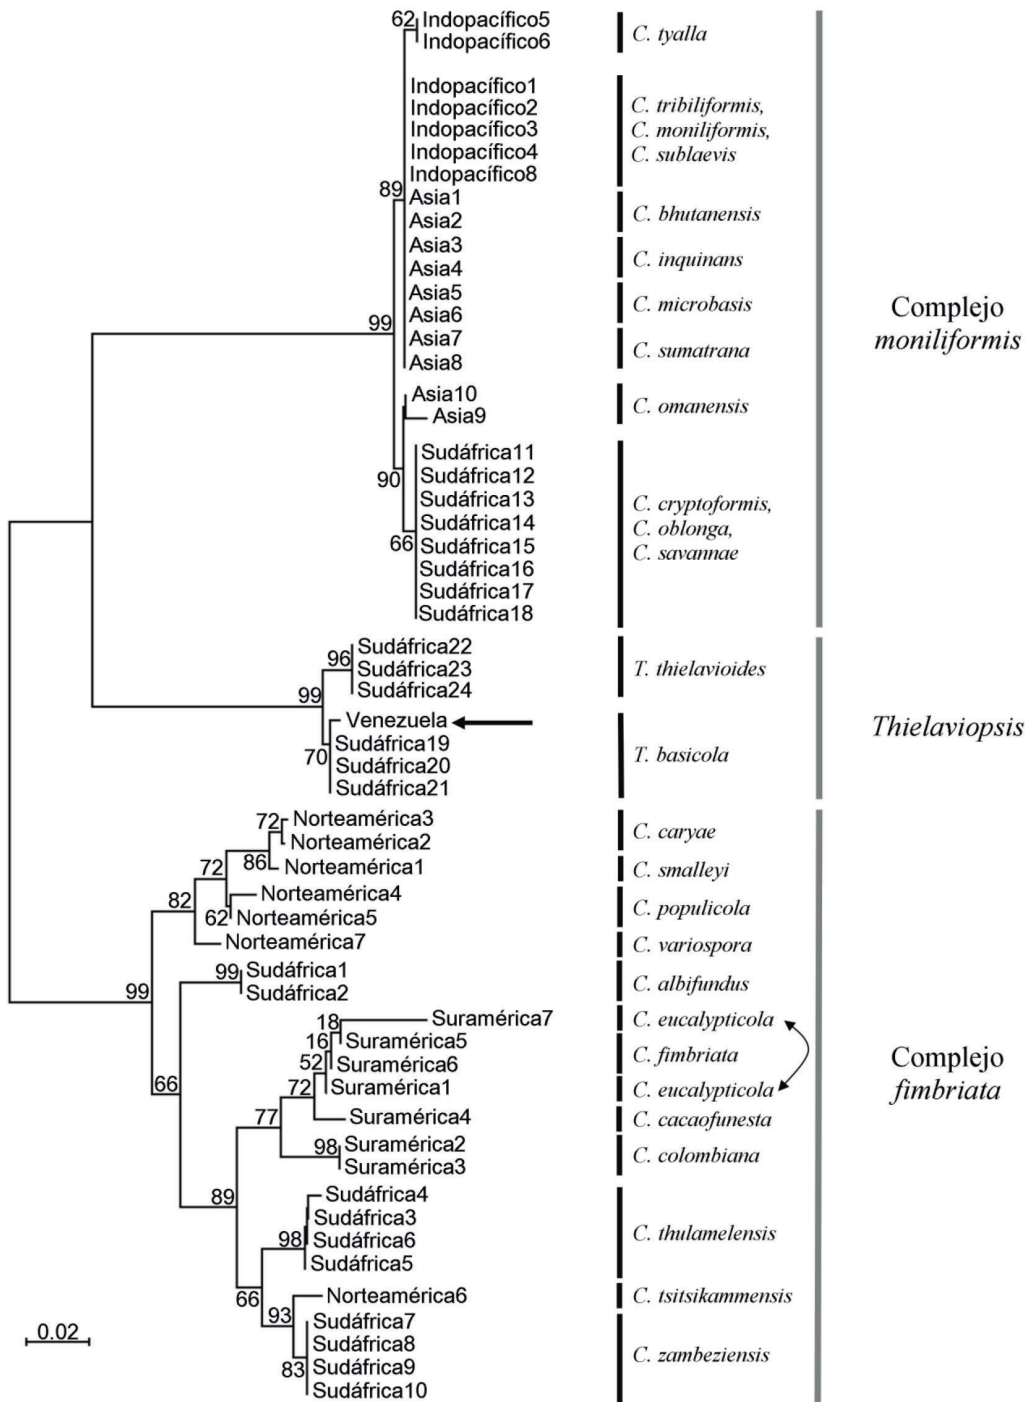 62
Indopacífico5
Indopacífico6
C. tyalla
Indopacífico1
Indopacífico2
Indopacífico3
Indopacífico4
Indopacífico8
C. tribiliformis,
C. moniliformis,
C. sublaevis
89
Asia1
Asia2
C. bhutanensis
Asia3
Asia4
C. inquinans
Asia5
Asia6
C. microbasis
Asia7
Asia8
C. sumatrana
99
Complejo
moniliformis
Asia10
Asia9
C. omanensis
90
Sudáfrica11
Sudáfrica12
Sudáfrica13
Sudáfrica14
Sudáfrica15
Sudáfrica16
Sudáfrica17
Sudáfrica18
66
C. cryptoformis,
C. oblonga,
C. savannae
96
Sudáfrica22
Sudáfrica23
Sudáfrica24
T. thielavioides
99
Venezuela
Sudáfrica19
Sudáfrica20
Sudáfrica21
70
T. basicola
Thielaviopsis
72
Norteamérica3
Norteamérica2
C. caryae
86
Norteamérica1
C. smalleyi
72
Norteamérica4
Norteamérica5
62
C. populicola
82
Norteamérica7
C. variospora
99
99
Sudáfrica1
Sudáfrica2
C. albifundus
18
Suramérica7
C. eucalypticola
16
Suramérica5
Suramérica6
C. fimbriata
52
Suramérica1
C. eucalypticola
72
Suramérica4
C. cacaofunesta
66
77
98
Suramérica2
Suramérica3
C. colombiana
Complejo
fimbriata
89
Sudáfrica4
Sudáfrica3
Sudáfrica6
Sudáfrica5
98
C. thulamelensis
66
Norteamérica6
C. tsitsikammensis
93
Sudáfrica7
Sudáfrica8
Sudáfrica9
Sudáfrica10
83
C. zambeziensis
0.02